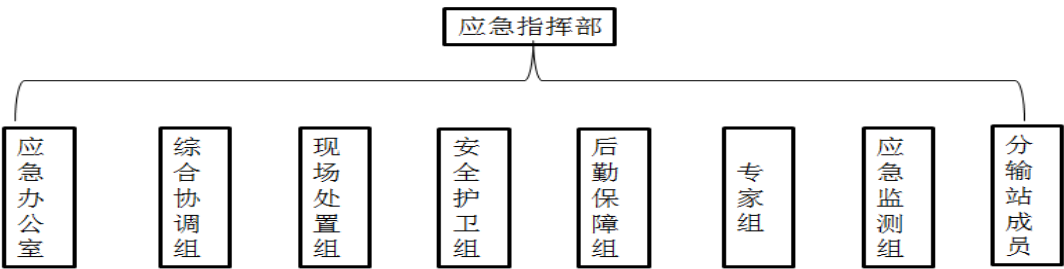 应急指挥部
应急办公室
综合协调组
现场处置组
安全护卫组
后勤保障组
专家组
应急监测组
分输站成员